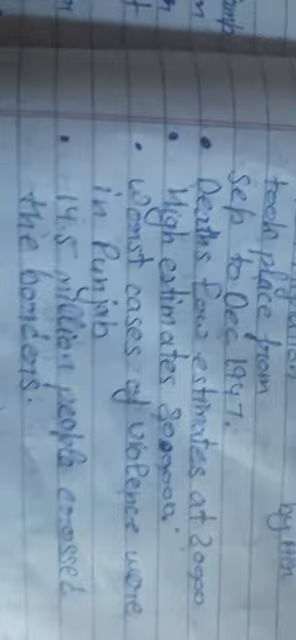 took place from
Sep to Dec 1947.
• Deaths low estimates at 20000
• High estimates 800000.
• Worst cases of violence were
in Punjab
• 14.5 million people crossed
the borders.